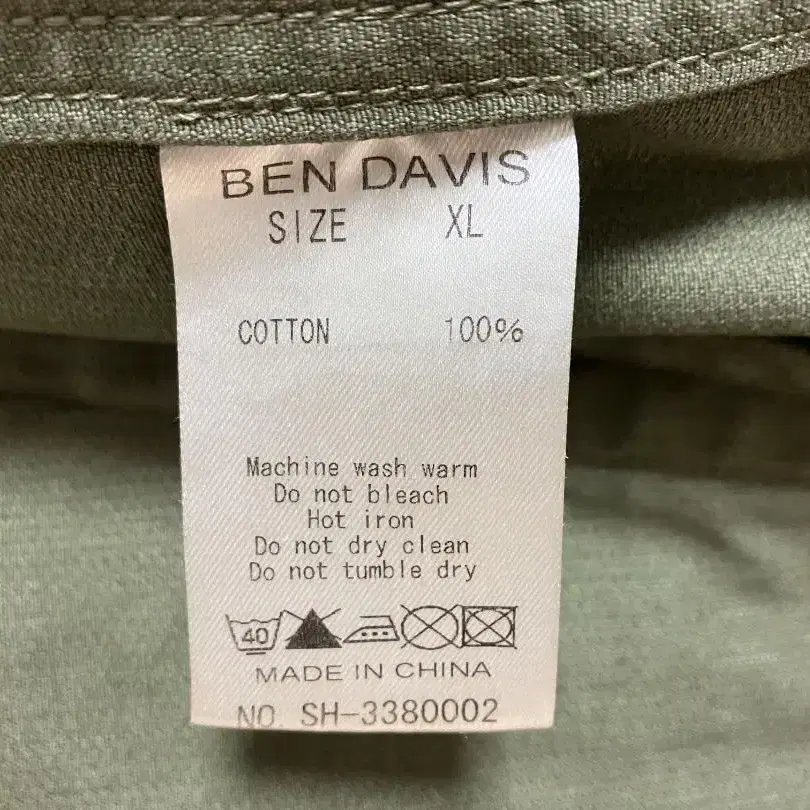 BEN DAVIS
SIZE XL
COTTON 100%
Machine wash warm
Do not bleach
Hot iron
Do not dry clean
Do not tumble dry
40
MADE IN CHINA
NO. SH-3380002